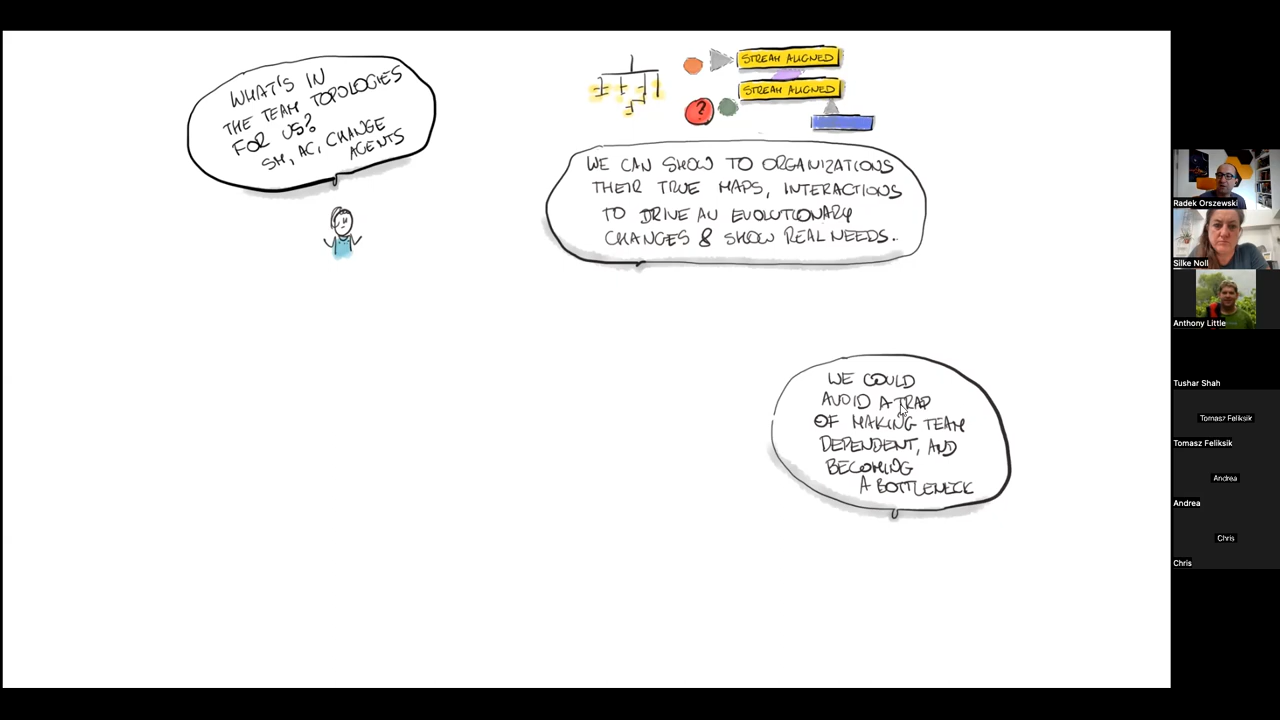 WHAT'S IN
THE TEAM TOPOLOGIES
FOR US?
SM, AC, CHANGE
AGENTS
STREAM ALIGNED
STREAM ALIGNED
?
WE CAN SHOW TO ORGANIZATIONS
THEIR TRUE MAPS, INTERACTIONS
TO DRIVE AN EVOLUTIONARY
CHANGES & SHOW REAL NEEDS..
WE COULD
AVOID A TRAP
OF MAKING TEAM
DEPENDENT, AND
BECOMING
A BOTTLENECK
Radek Orszewski
Silke Noll
Anthony Little
Tushar Shah
Tomasz Feliksik
Tomasz Feliksik
Andrea
Andrea
Chris
Chris